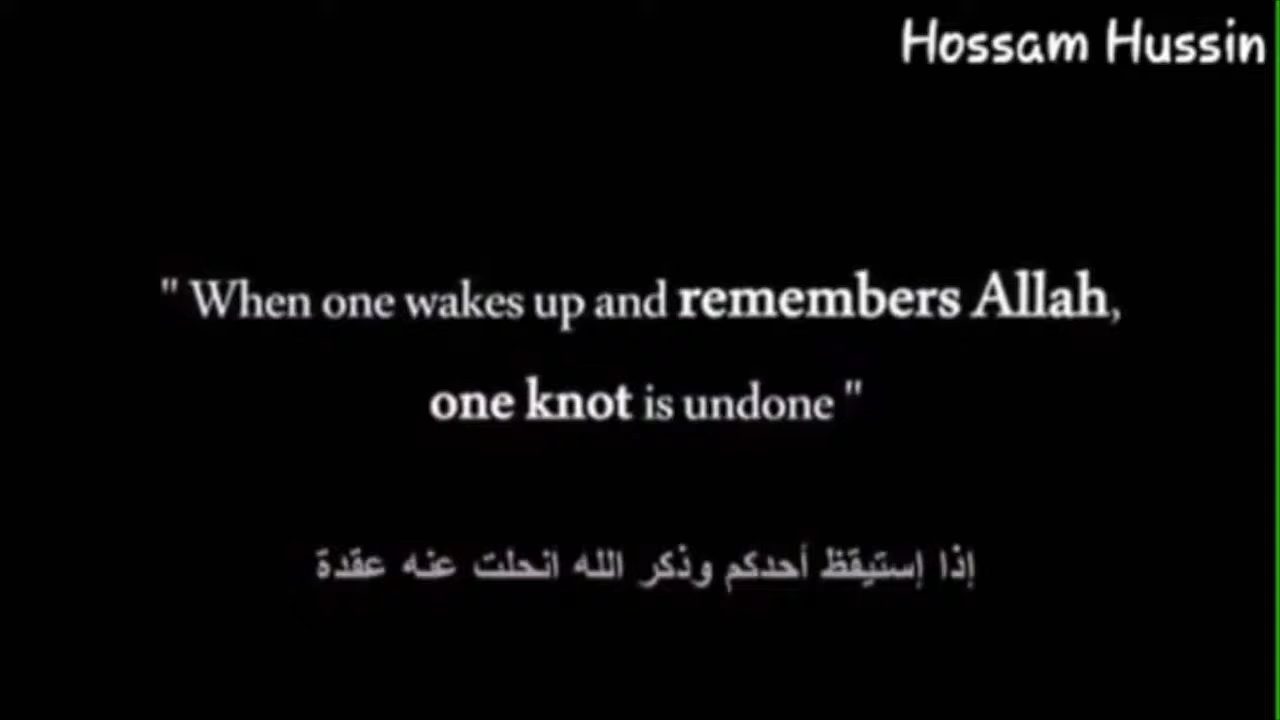 Hossam Hussin
" When one wakes up and remembers Allah,
one knot is undone "
إذا إستيقظ أحدكم وذكر الله انحلت عنه عقدة